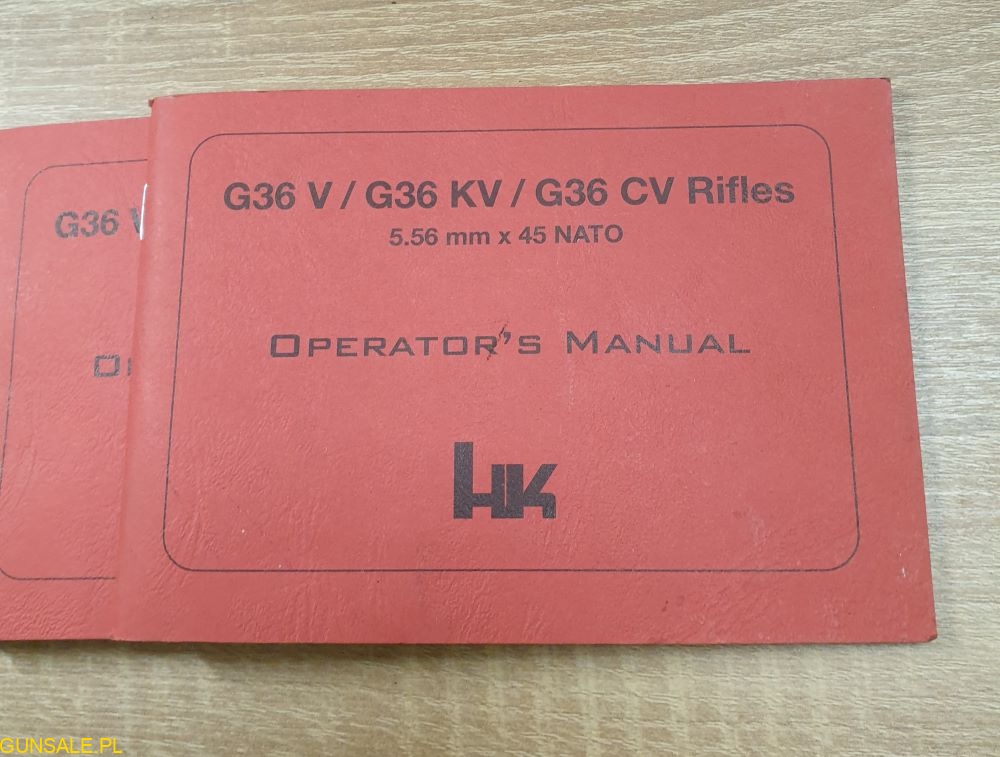 G36 V / G36 KV / G36 CV Rifles
5.56 mm x 45 NATO
OPERATOR'S MANUAL
HK
G36 V
GUNSALE.PL